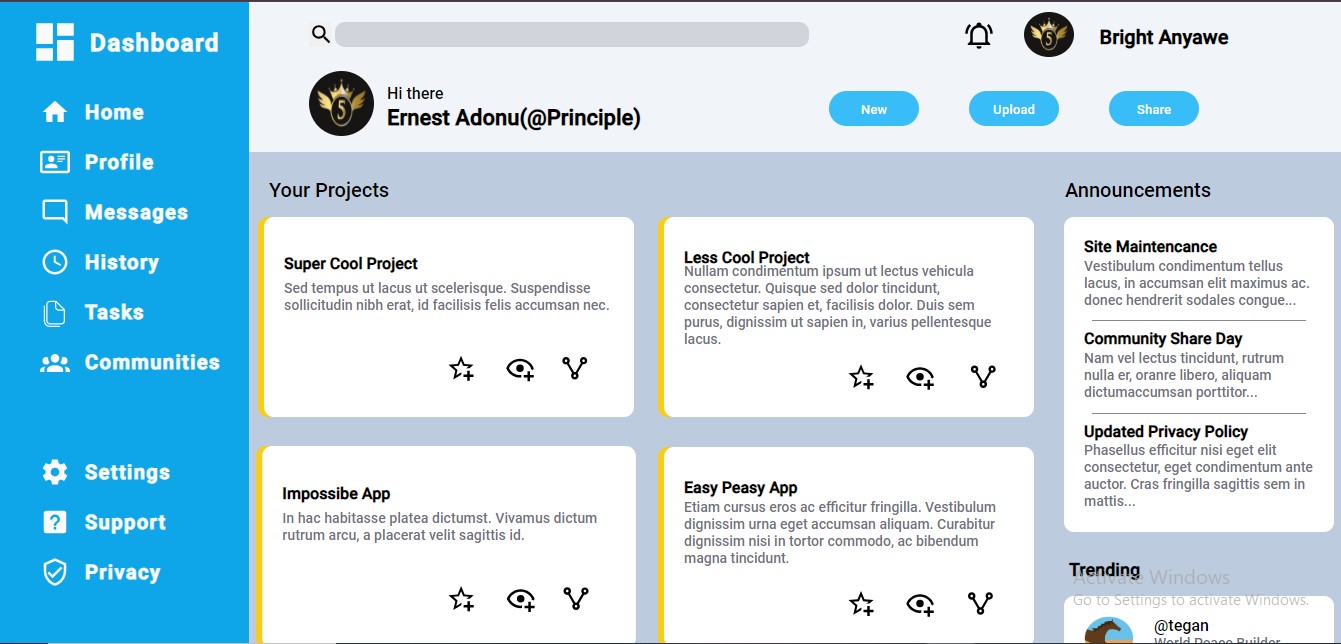 Dashboard
Home
Profile
Messages
History
Tasks
Communities
Settings
Support
Privacy
5
Bright Anyawe
5
Hi there
Ernest Adonu(@Principle)
New
Upload
Share
Your Projects
Super Cool Project
Sed tempus ut lacus ut scelerisque. Suspendisse
sollicitudin nibh erat, id facilisis felis accumsan nec.
Less Cool Project
Nullam condimentum ipsum ut lectus vehicula
consectetur. Quisque sed dolor tincidunt,
consectetur sapien et, facilisis dolor. Duis sem
purus, dignissim ut sapien in, varius pellentesque
lacus.
Impossibe App
In hac habitasse platea dictumst. Vivamus dictum
rutrum arcu, a placerat velit sagittis id.
Easy Peasy App
Etiam cursus eros ac efficitur fringilla. Vestibulum
dignissim urna eget accumsan aliquam. Curabitur
dignissim nisi in tortor commodo, ac bibendum
magna tincidunt.
Announcements
Site Maintencance
Vestibulum condimentum tellus
lacus, in accumsan elit maximus ac.
donec hendrerit sodales congue...
Community Share Day
Nam vel lectus tincidunt, rutrum
nulla er, oranre libero, aliquam
dictumaccumsan porttitor...
Updated Privacy Policy
Phasellus efficitur nisi eget elit
consectetur, eget condimentum ante
auctor. Cras fringilla sagittis sem in
mattis...
Trending
Activate Windows
Go to Settings to activate Windows.
@tegan
World Peace Builder